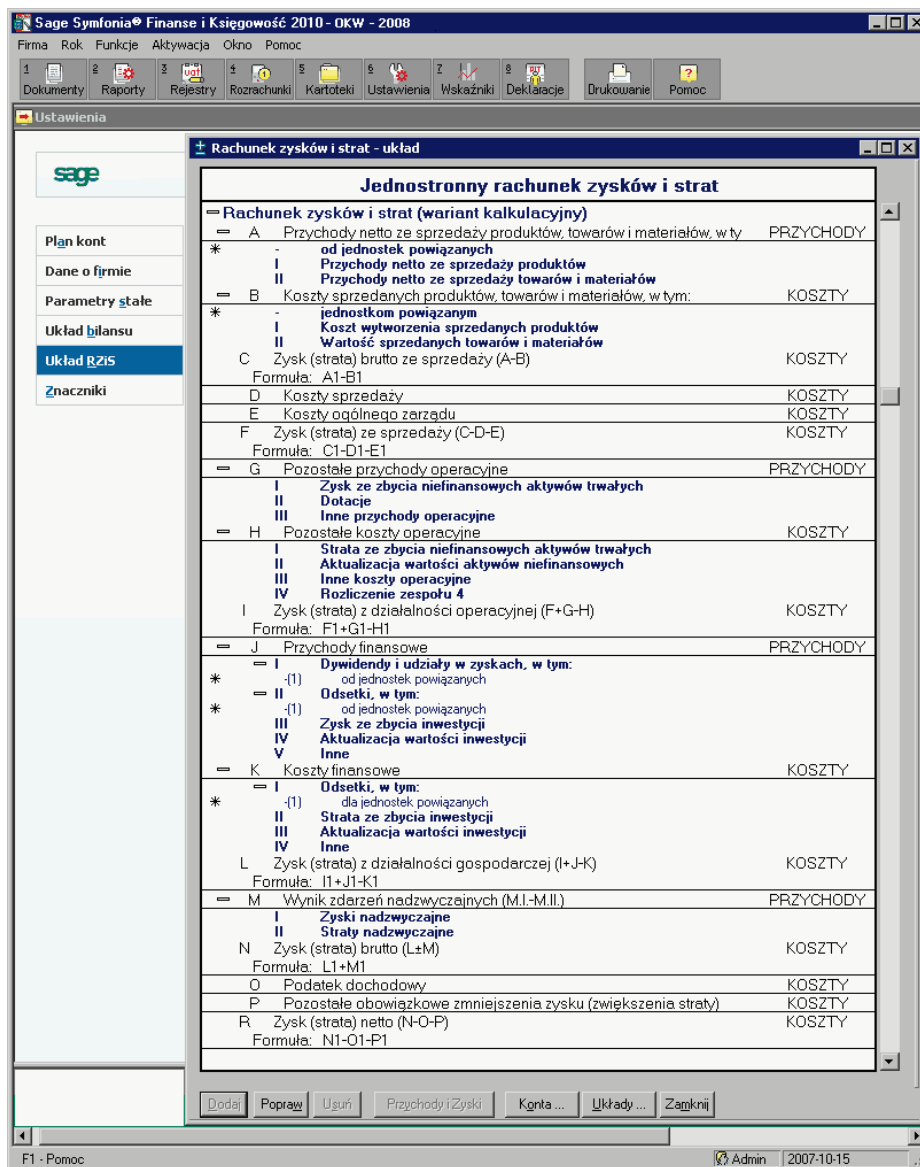 Sage Symfonia® Finanse i Księgowość 2010 - OKW - 2008
Firma Rok Funkcje Aktywacja Okno Pomoc
1 2 3 4 5 6 7 8
Dokumenty Raporty Rejestry Rozrachunki Kartoteki Ustawienia Wskaźniki Deklaracje Drukowanie Pomoc
Ustawienia
sage
Plan kont
Dane o firmie
Parametry stałe
Układ bilansu
Układ RZiS
Znaczniki
± Rachunek zysków i strat - układ
Jednostronny rachunek zysków i strat
Rachunek zysków i strat (wariant kalkulacyjny)
A Przychody netto ze sprzedaży produktów, towarów i materiałów, w ty PRZYCHODY
* - od jednostek powiązanych
I Przychody netto ze sprzedaży produktów
II Przychody netto ze sprzedaży towarów i materiałów
B Koszty sprzedanych produktów, towarów i materiałów, w tym: KOSZTY
* - jednostkom powiązanym
I Koszt wytworzenia sprzedanych produktów
II Wartość sprzedanych towarów i materiałów
C Zysk (strata) brutto ze sprzedaży (A-B) KOSZTY
Formuła: A1-B1
D Koszty sprzedaży KOSZTY
E Koszty ogólnego zarządu KOSZTY
F Zysk (strata) ze sprzedaży (C-D-E) KOSZTY
Formuła: C1-D1-E1
G Pozostałe przychody operacyjne PRZYCHODY
I Zysk ze zbycia niefinansowych aktywów trwałych
II Dotacje
III Inne przychody operacyjne
H Pozostałe koszty operacyjne KOSZTY
I Strata ze zbycia niefinansowych aktywów trwałych
II Aktualizacja wartości aktywów niefinansowych
III Inne koszty operacyjne
IV Rozliczenie zespołu 4
I Zysk (strata) z działalności operacyjnej (F+G-H) KOSZTY
Formuła: F1+G1-H1
J Przychody finansowe PRZYCHODY
I Dywidendy i udziały w zyskach, w tym:
* -(1) od jednostek powiązanych
II Odsetki, w tym:
* -(1) od jednostek powiązanych
III Zysk ze zbycia inwestycji
IV Aktualizacja wartości inwestycji
V Inne
K Koszty finansowe KOSZTY
I Odsetki, w tym:
* -(1) dla jednostek powiązanych
II Strata ze zbycia inwestycji
III Aktualizacja wartości inwestycji
IV Inne
L Zysk (strata) z działalności gospodarczej (I+J-K) KOSZTY
Formuła: I1+J1-K1
M Wynik zdarzeń nadzwyczajnych (M.I.-M.II.) PRZYCHODY
I Zyski nadzwyczajne
II Straty nadzwyczajne
N Zysk (strata) brutto (L±M) KOSZTY
Formuła: L1+M1
O Podatek dochodowy KOSZTY
P Pozostałe obowiązkowe zmniejszenia zysku (zwiększenia straty) KOSZTY
R Zysk (strata) netto (N-O-P) KOSZTY
Formuła: N1-O1-P1
Dodaj Popraw Usuń Przychody i Zyski Konta ... Układy ... Zamknij
F1 - Pomoc Admin 2007-10-15